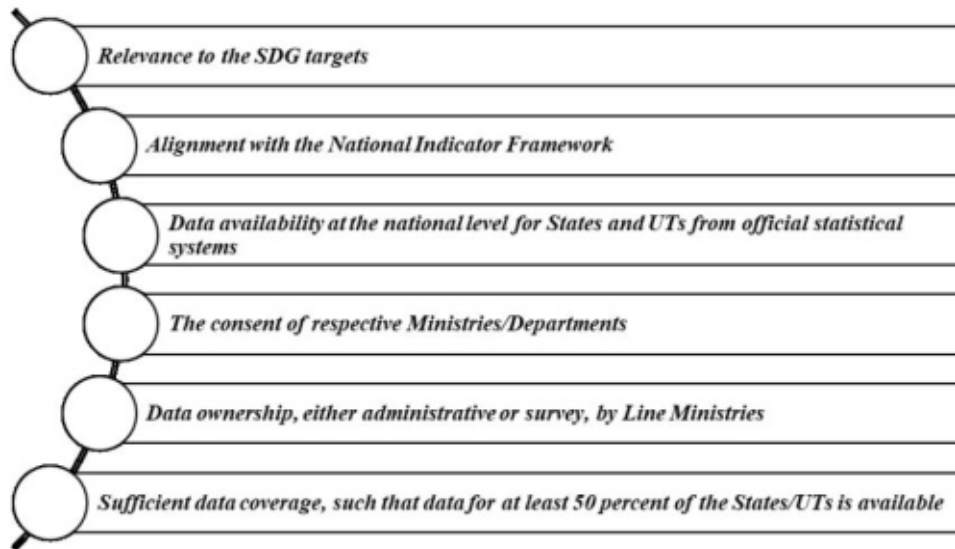 Relevance to the SDG targets
Alignment with the National Indicator Framework
Data availability at the national level for States and UTs from official statistical
systems
The consent of respective Ministries/Departments
Data ownership, either administrative or survey, by Line Ministries
Sufficient data coverage, such that data for at least 50 percent of the States/UTs is available